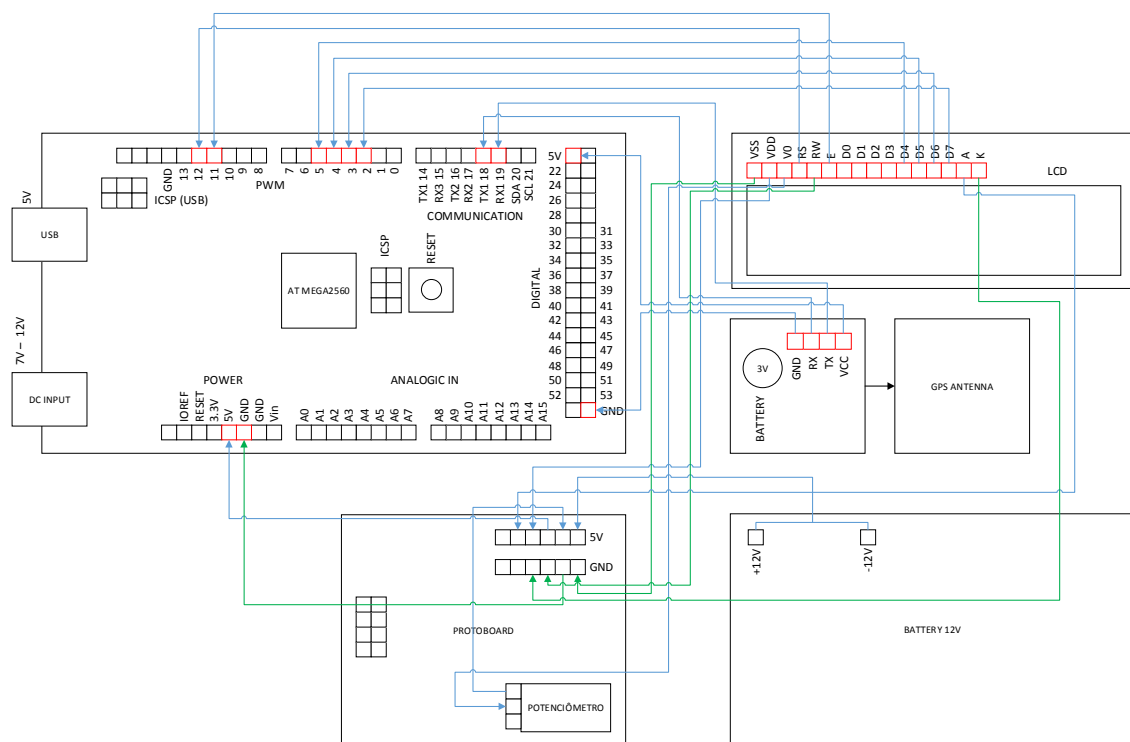 5V
USB
7V – 12V
DC INPUT
GND
13
12
11
10
9
8
PWM
7
6
5
4
3
2
1
0
ICSP (USB)
TX1 14
RX3 15
TX2 16
RX2 17
TX1 18
RX1 19
SDA 20
SCL 21
COMMUNICATION
AT MEGA2560
ICSP
RESET
DIGITAL
5V
22
24
26
28
30 31
32 33
34 35
36 37
38 39
40 41
42 43
44 45
46 47
48 49
50 51
52 53
GND
POWER
IOREF
RESET
3.3V
5V
GND
GND
Vin
ANALOGIC IN
A0
A1
A2
A3
A4
A5
A6
A7
A8
A9
A10
A11
A12
A13
A14
A15
VSS
VDD
V0
RS
RW
E
D0
D1
D2
D3
D4
D5
D6
D7
A
K
LCD
3V
BATTERY
GND
RX
TX
VCC
GPS ANTENNA
5V
GND
PROTOBOARD
POTENCIÔMETRO
+12V
-12V
BATTERY 12V